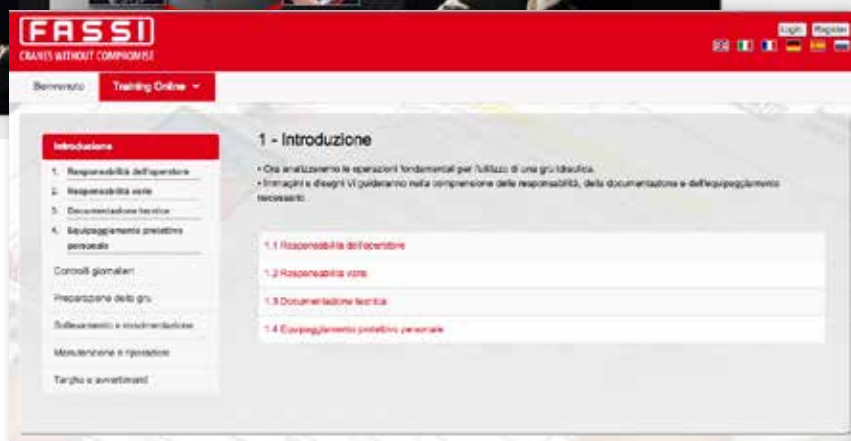 FASSI
CRANES WITHOUT COMPROMISE
Login Register
Benvenuto Training Online
Introduzione
1. Responsabilità dell'operatore
2. Responsabilità varie
3. Documentazione tecnica
4. Equipaggiamento protettivo
personale
Controlli giornalieri
Preparazione della gru
Sollevamento e movimentazione
Manutenzione e riparazioni
Targhe e avvertimenti
1 - Introduzione
• Ora analizzeremo le operazioni fondamentali per l'utilizzo di una gru idraulica.
• Immagini e disegni Vi guideranno nella comprensione delle responsabilità, della documentazione e dell'equipaggiamento
necessario.
1.1 Responsabilità dell'operatore
1.2 Responsabilità varie
1.3 Documentazione tecnica
1.4 Equipaggiamento protettivo personale